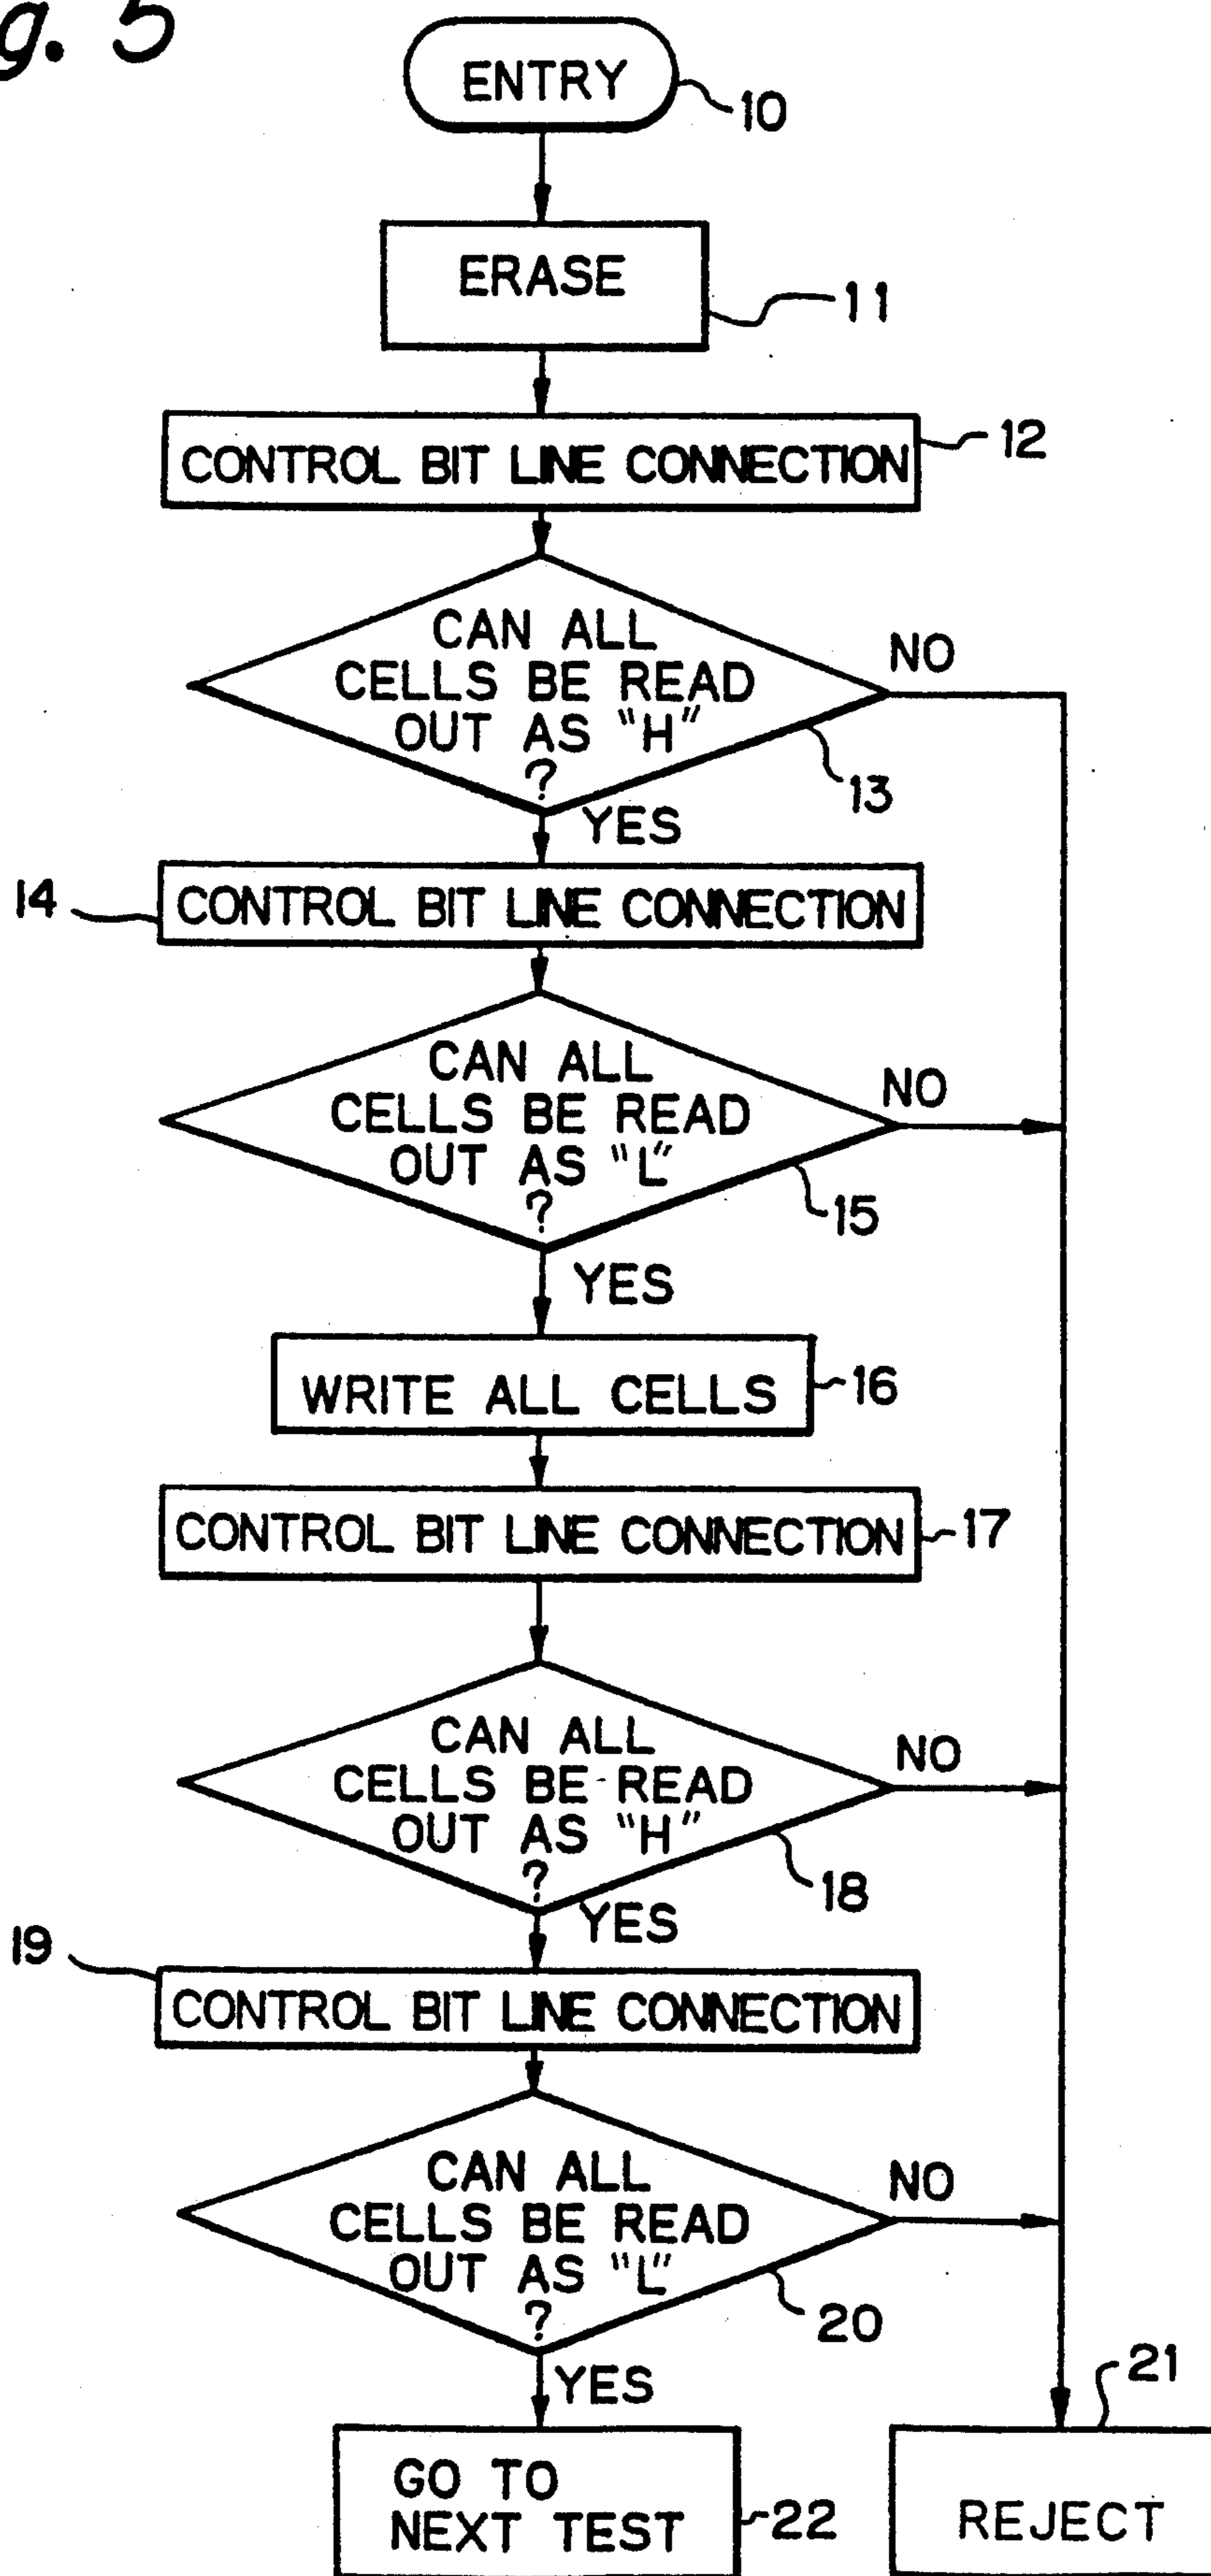 g. 5
ENTRY
10
ERASE
11
CONTROL BIT LINE CONNECTION
12
CAN ALL
CELLS BE READ
OUT AS "H"
?
NO
13
YES
14
CONTROL BIT LINE CONNECTION
CAN ALL
CELLS BE READ
OUT AS "L"
?
NO
15
YES
WRITE ALL CELLS
16
CONTROL BIT LINE CONNECTION
17
CAN ALL
CELLS BE READ
OUT AS "H"
?
NO
18
YES
19
CONTROL BIT LINE CONNECTION
CAN ALL
CELLS BE READ
OUT AS "L"
?
NO
20
YES
21
GO TO
NEXT TEST
22
REJECT